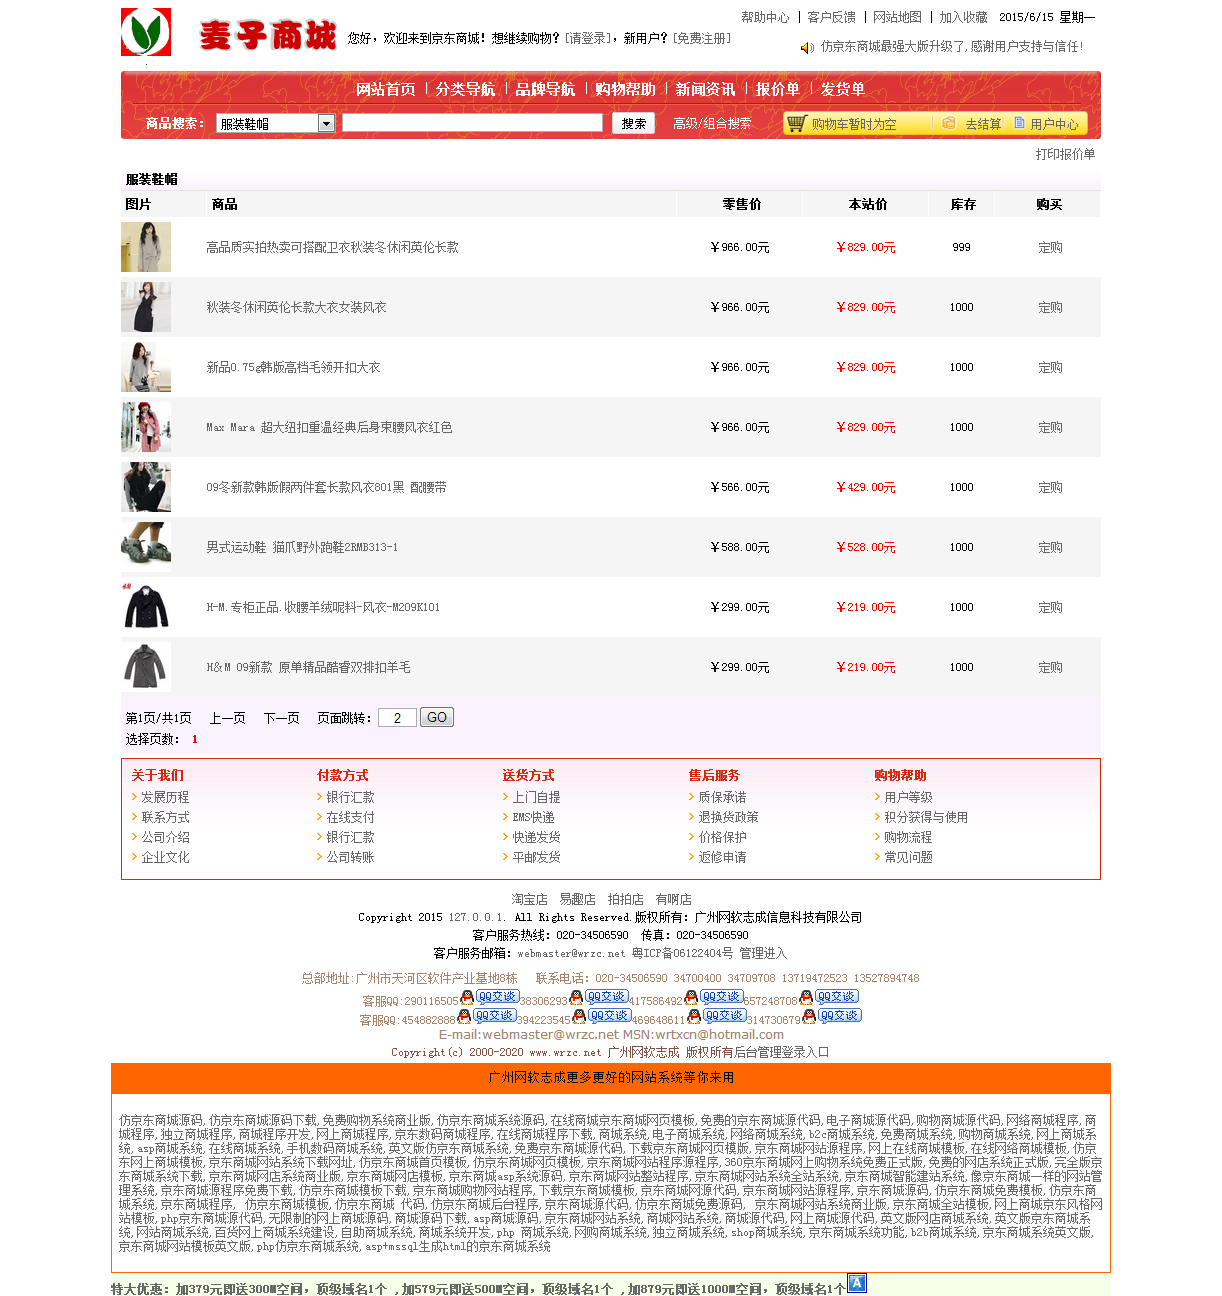 帮助中心 | 客户反馈 | 网站地图 | 加入收藏 2015/6/15 星期一
麦子商城
您好，欢迎来到京东商城！想继续购物？[请登录]，新用户？[免费注册]
仿京东商城最强大版升级了,感谢用户支持与信任!
网站首页 | 分类导航 | 品牌导航 | 购物帮助 | 新闻资讯 | 报价单 | 发货单
商品搜索： 服装鞋帽 搜索 高级/组合搜索 购物车暂时为空 去结算 用户中心
打印报价单
服装鞋帽
图片 商品 零售价 本站价 库存 购买
高品质实拍热卖可搭配卫衣秋装冬休闲英伦长款 ￥966.00元 ￥829.00元 999 定购
秋装冬休闲英伦长款大衣女装风衣 ￥966.00元 ￥829.00元 1000 定购
新品0.75g韩版高档毛领开扣大衣 ￥966.00元 ￥829.00元 1000 定购
Max Mara 超大纽扣重温经典后身束腰风衣红色 ￥966.00元 ￥829.00元 1000 定购
09冬新款韩版假两件套长款风衣801黑 配腰带 ￥566.00元 ￥429.00元 1000 定购
男式运动鞋 猫爪野外跑鞋2RMB313-1 ￥588.00元 ￥528.00元 1000 定购
H-M.专柜正品.收腰羊绒呢料-风衣-M209K101 ￥299.00元 ￥219.00元 1000 定购
H&M 09新款 原单精品酷睿双排扣羊毛 ￥299.00元 ￥219.00元 1000 定购
第1页/共1页 上一页 下一页 页面跳转： 2 GO
选择页数： 1
关于我们 付款方式 送货方式 售后服务 购物帮助
发展历程 银行汇款 上门自提 质保承诺 用户等级
联系方式 在线支付 EMS快递 退换货政策 积分获得与使用
公司介绍 银行汇款 快递发货 价格保护 购物流程
企业文化 公司转账 平邮发货 返修申请 常见问题
淘宝店 易趣店 拍拍店 有啊店
Copyright 2015 127.0.0.1. All Rights Reserved.版权所有：广州网软志成信息科技有限公司
客户服务热线：020-34506590 传真：020-34506590
客户服务邮箱：webmaster@wrzc.net 粤ICP备06122404号 管理进入
总部地址:广州市天河区软件产业基地8栋 联系电话：020-34506590 34700400 34709708 13719472523 13527894748
客服QQ:290116505 QQ交谈 38306293 QQ交谈 417586492 QQ交谈 657248708 QQ交谈
客服QQ:454882888 QQ交谈 394223545 QQ交谈 469648611 QQ交谈 314730679 QQ交谈
E-mail:webmaster@wrzc.net MSN:wrtxcn@hotmail.com
Copyright(c) 2000-2020 www.wrzc.net 广州网软志成 版权所有后台管理登录入口
广州网软志成更多更好的网站系统等你来用
仿京东商城源码,仿京东商城源码下载,免费购物系统商业版,仿京东商城系统源码,在线商城京东商城网页模板,免费的京东商城源代码,电子商城源代码,购物商城源代码,网络商城程序,商
城程序,独立商城程序,商城程序开发,网上商城程序,京东数码商城程序,在线商城程序下载,商城系统,电子商城系统,网络商城系统,b2c商城系统,免费商城系统,购物商城系统,网上商城系
统,asp商城系统,在线商城系统,手机数码商城系统,英文版仿京东商城系统,免费京东商城源代码,下载京东商城网页模版,京东商城网站源程序,网上在线商城模板,在线网络商城模板,仿京
东网上商城模板,京东商城网站系统下载网址,仿京东商城首页模板,仿京东商城网页模板,京东商城网站程序源程序,360京东商城网上购物系统免费正式版,免费的网店系统正式版,完全版京
东商城系统下载,京东商城网店系统商业版,京东商城网店模板,京东商城asp系统源码,京东商城网站整站程序,京东商城网站系统全站系统,京东商城智能建站系统,像京东商城一样的网站管
理系统,京东商城源程序免费下载,仿京东商城模板下载,京东商城购物网站程序,下载京东商城模板,京东商城网源代码,京东商城网站源程序,京东商城源码,仿京东商城免费模板,仿京东商
城系统,京东商城程序, 仿京东商城模板,仿京东商城 代码,仿京东商城后台程序,京东商城源代码,仿京东商城免费源码, 京东商城网站系统商业版,京东商城全站模板,网上商城京东风格网
站模板,php京东商城源代码,无限制的网上商城源码,商城源码下载,asp商城源码,京东商城网站系统,商城网站系统,商城源代码,网上商城源代码,英文版网店商城系统,英文版京东商城系
统,网站商城系统,百货网上商城系统建设,自助商城系统,商城系统开发,php 商城系统,网购商城系统,独立商城系统,shop商城系统,京东商城系统功能,b2b商城系统,京东商城系统英文版,
京东商城网站模板英文版,php仿京东商城系统,asp+mssql生成html的京东商城系统
特大优惠：加379元即送300M空间，顶级域名1个 ,加579元即送500M空间，顶级域名1个 ,加879元即送1000M空间，顶级域名1个 A